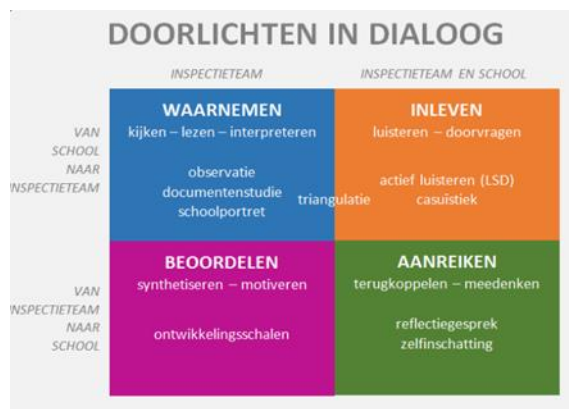 DOORLICHTEN IN DIALOOG
INSPECTIETEAM
INSPECTIETEAM EN SCHOOL
VAN
SCHOOL
NAAR
INSPECTIETEAM
WAARNEMEN
kijken – lezen – interpreteren
observatie
documentenstudie
schoolportret
INLEVEN
luisteren – doorvragen
actief luisteren (LSD)
casuïstiek
triangulatie
VAN
INSPECTIETEAM
NAAR
SCHOOL
BEOORDELEN
synthetiseren – motiveren
ontwikkelingsschalen
AANREIKEN
terugkoppelen – meedenken
reflectiegesprek
zelfinschatting